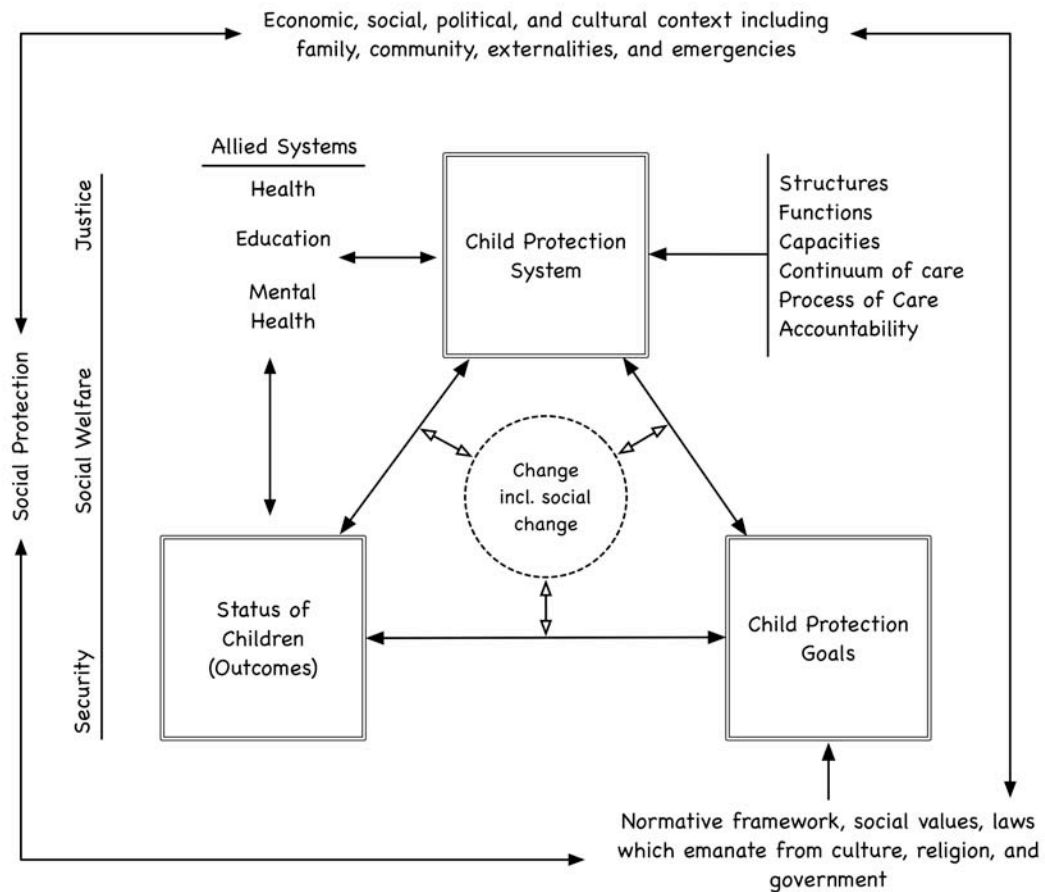 Economic, social, political, and cultural context including
family, community, externalities, and emergencies
Allied Systems
Health
Education
Mental
Health
Child Protection
System
Structures
Functions
Capacities
Continuum of care
Process of Care
Accountability
Justice
Social Welfare
Security
Social Protection
Change
incl. social
change
Status of
Children
(Outcomes)
Child Protection
Goals
Normative framework, social values, laws
which emanate from culture, religion, and
government